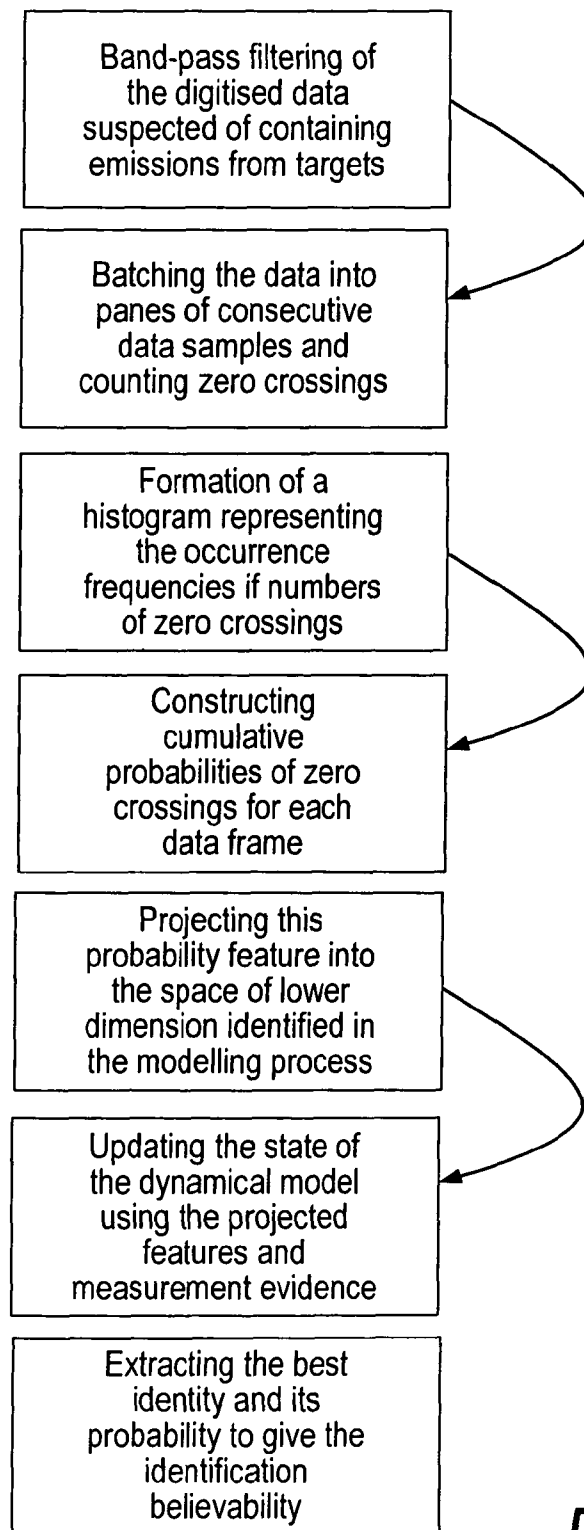 Band-pass filtering of
the digitised data
suspected of containing
emissions from targets
Batching the data into
panes of consecutive
data samples and
counting zero crossings
Formation of a
histogram representing
the occurrence
frequencies if numbers
of zero crossings
Constructing
cumulative
probabilities of zero
crossings for each
data frame
Projecting this
probability feature into
the space of lower
dimension identified in
the modelling process
Updating the state of
the dynamical model
using the projected
features and
measurement evidence
Extracting the best
identity and its
probability to give the
identification
believability